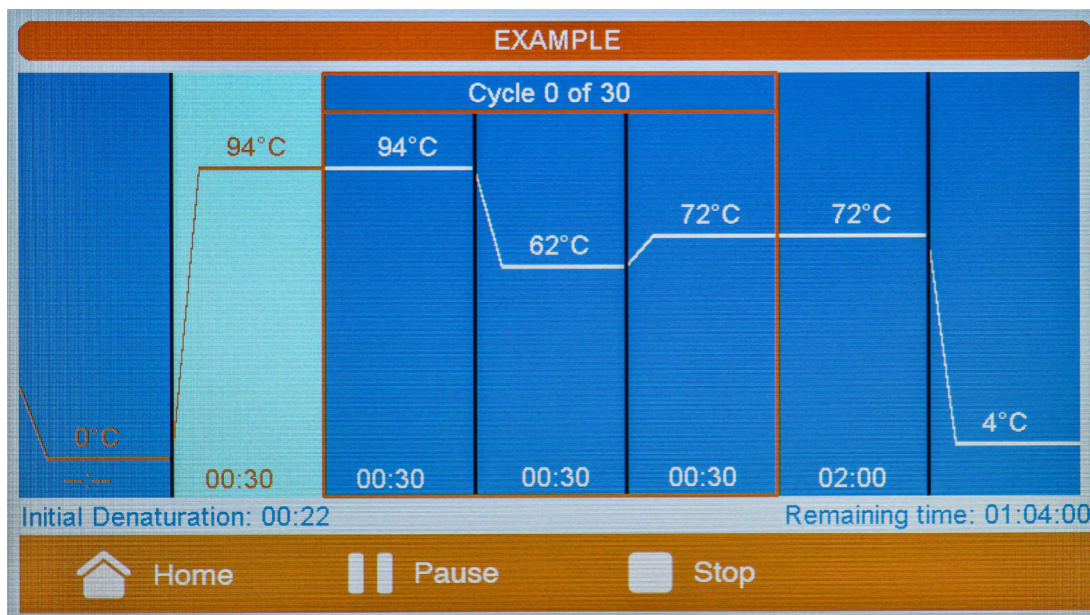 EXAMPLE
Cycle 0 of 30
94°C
94°C
72°C
72°C
62°C
4°C
0°C
--:--
00:30
00:30
00:30
00:30
02:00
Initial Denaturation: 00:22
Remaining time: 01:04:00
Home
Pause
Stop